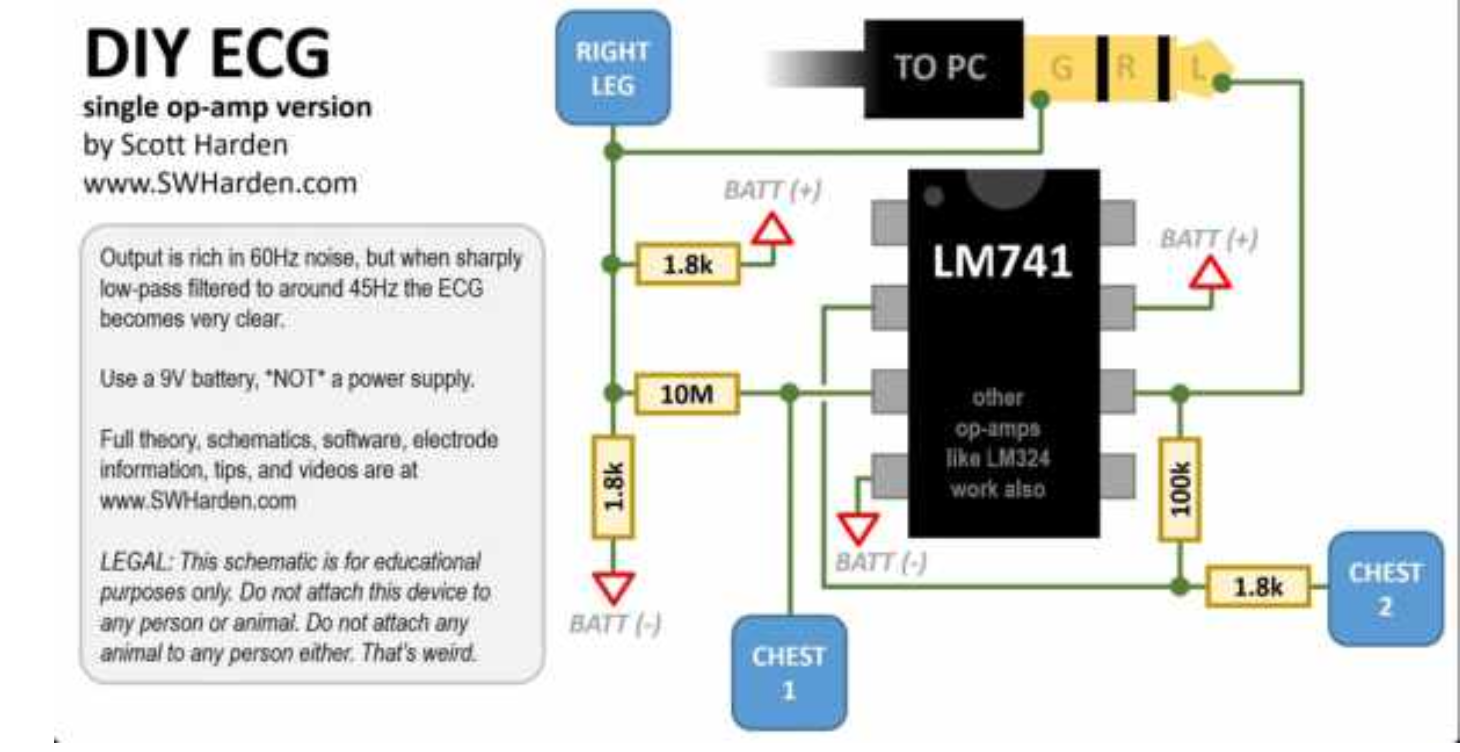 DIY ECG
single op-amp version
by Scott Harden
www.SWHarden.com
Output is rich in 60Hz noise, but when sharply
low-pass filtered to around 45Hz the ECG
becomes very clear.
Use a 9V battery, *NOT* a power supply.
Full theory, schematics, software, electrode
information, tips, and videos are at
www.SWHarden.com
LEGAL: This schematic is for educational
purposes only. Do not attach this device to
any person or animal. Do not attach any
animal to any person either. That's weird.
RIGHT
LEG
TO PC
G
R
L
BATT (+)
1.8k
LM741
BATT (+)
10M
other
op-amps
like LM324
work also
1.8k
100k
BATT (-)
BATT (-)
1.8k
CHEST
2
CHEST
1